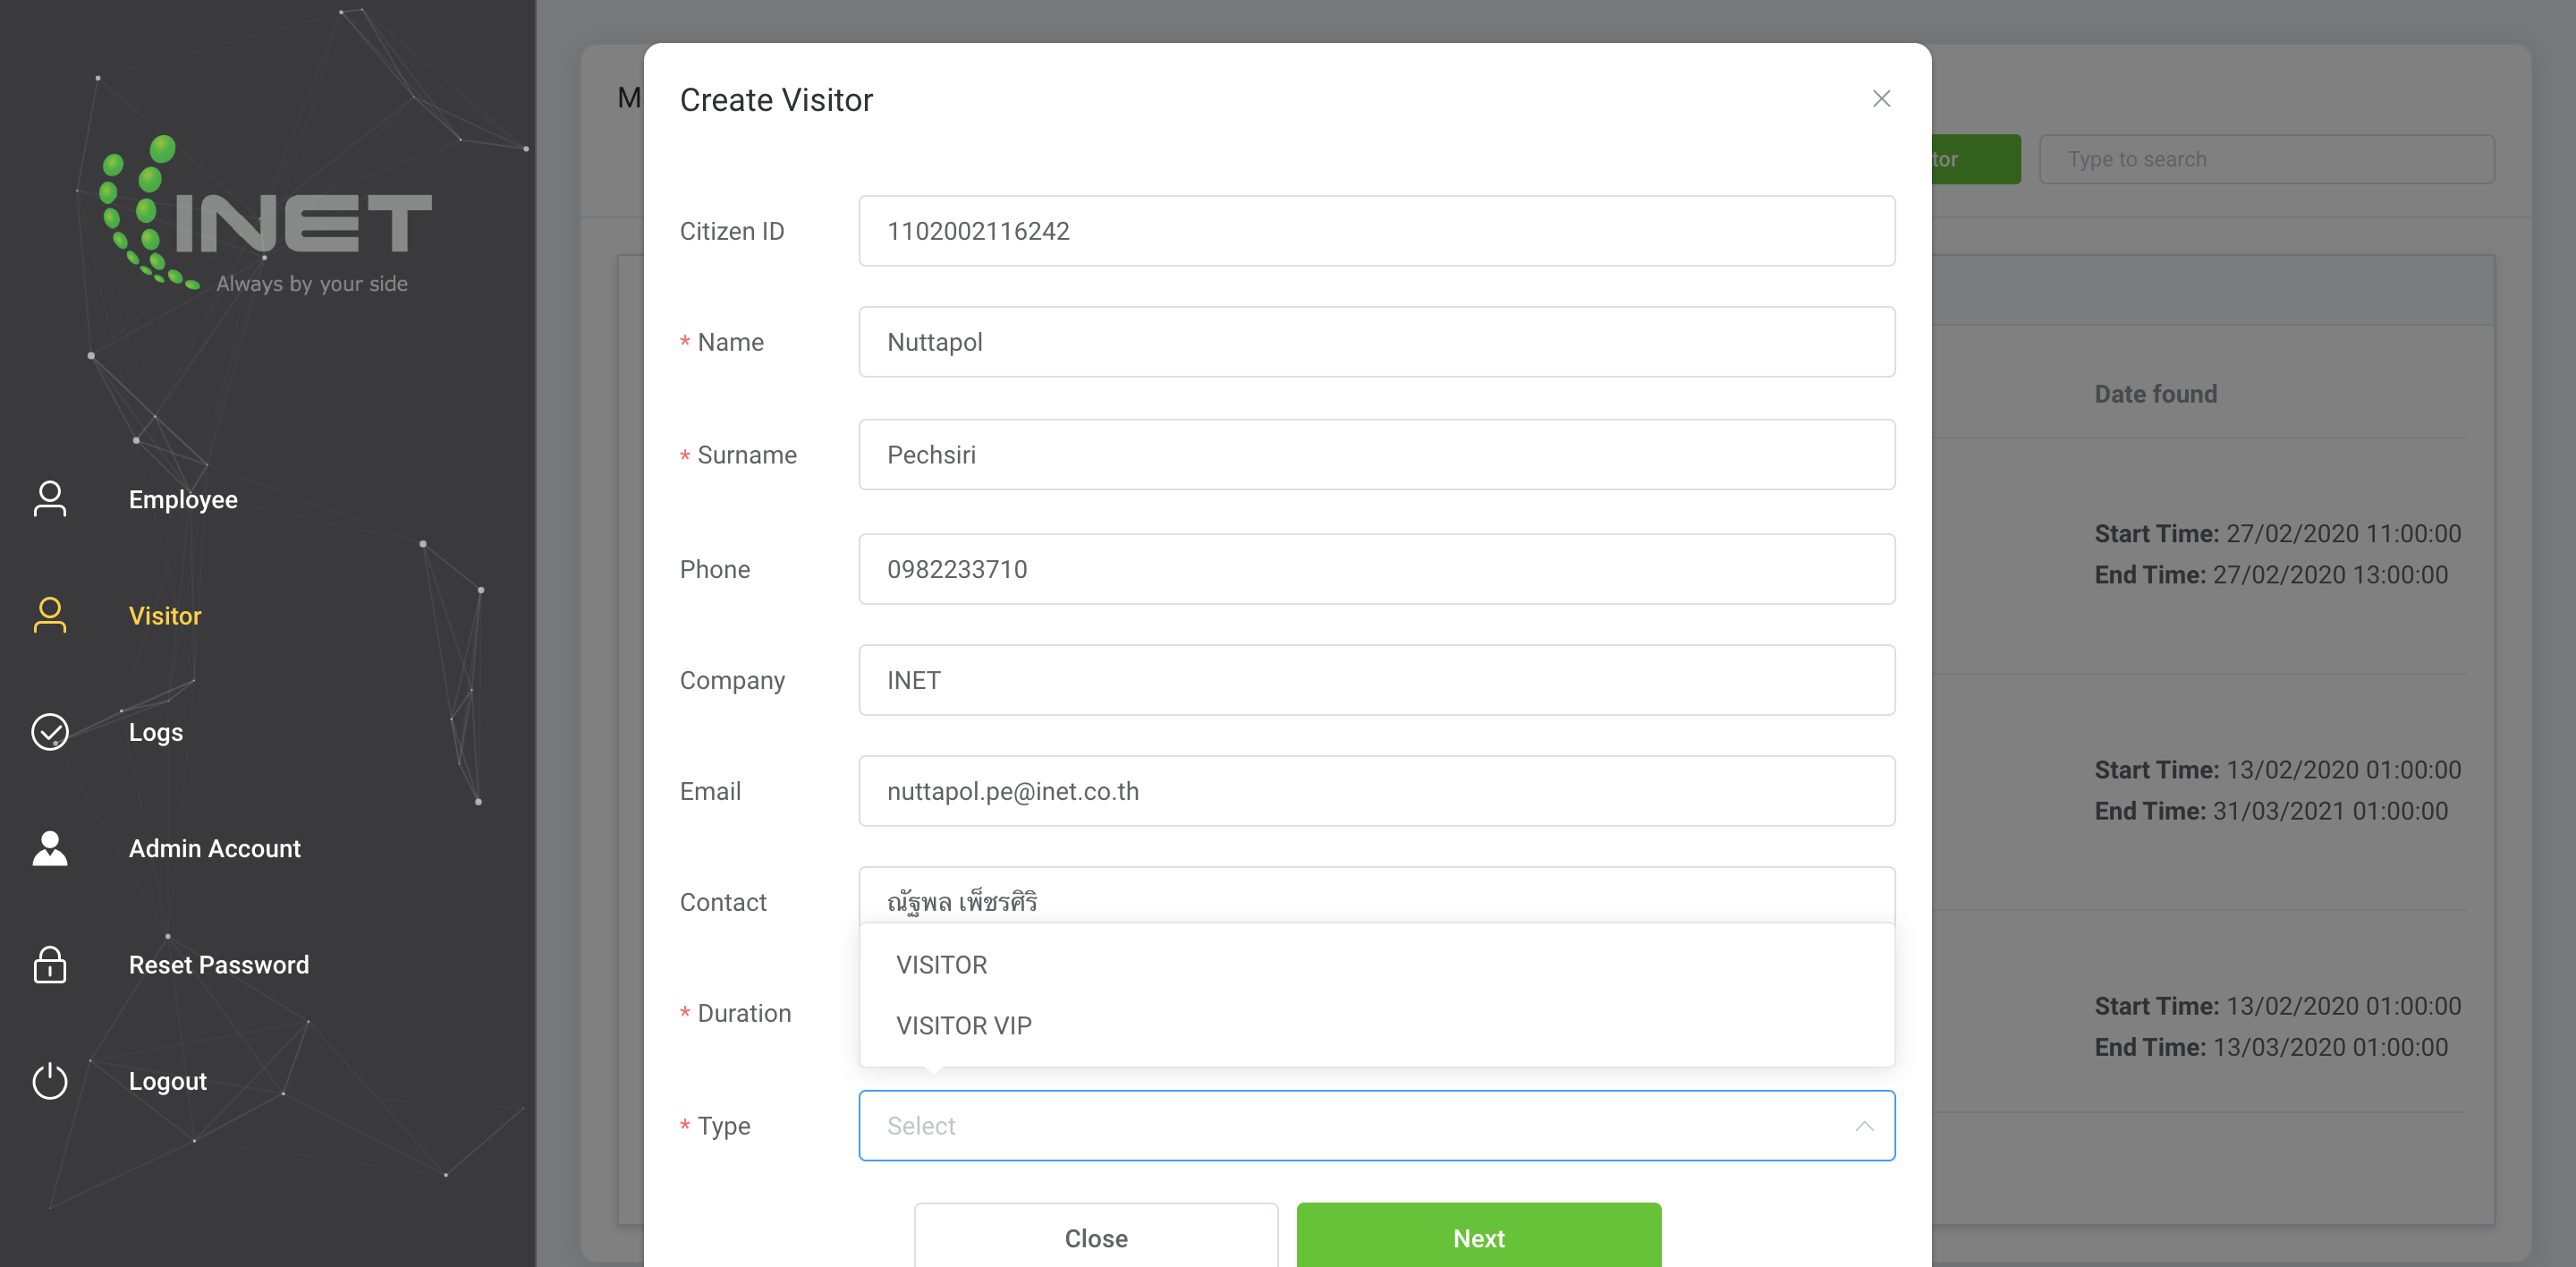 INET
Always by your side
Employee
Visitor
Logs
Admin Account
Reset Password
Logout
M
Create Visitor
Citizen ID
1102002116242
* Name
Nuttapol
* Surname
Pechsiri
Phone
0982233710
Company
INET
Email
nuttapol.pe@inet.co.th
Contact
ณัฐพล เพ็ชรศิริ
* Duration
VISITOR
VISITOR VIP
* Type
Select
Close
Next
tor
Type to search
Date found
Start Time: 27/02/2020 11:00:00
End Time: 27/02/2020 13:00:00
Start Time: 13/02/2020 01:00:00
End Time: 31/03/2021 01:00:00
Start Time: 13/02/2020 01:00:00
End Time: 13/03/2020 01:00:00